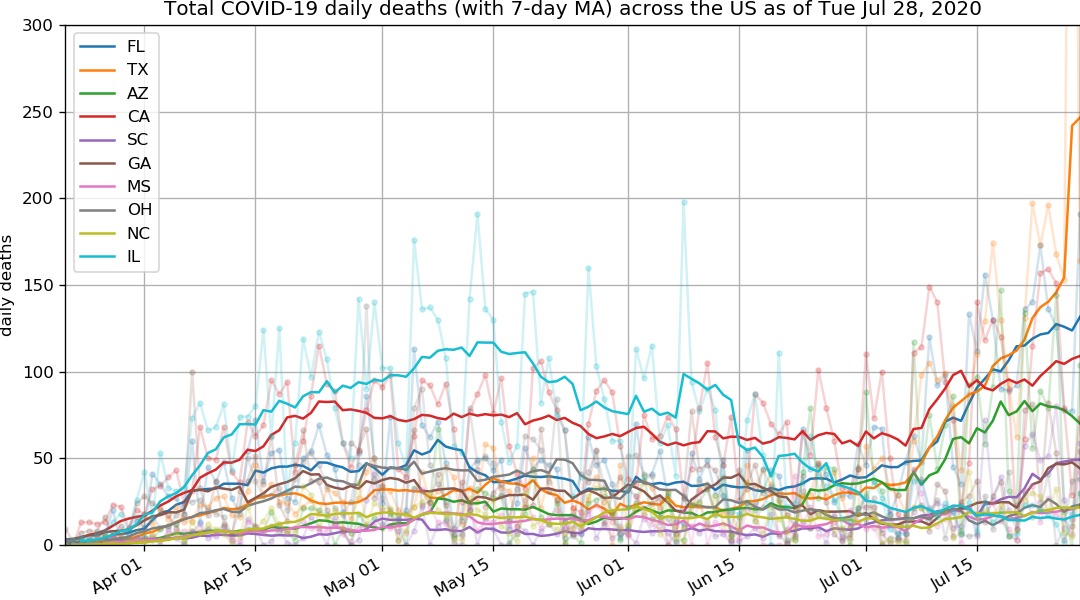 Total COVID-19 daily deaths (with 7-day MA) across the US as of Tue Jul 28, 2020
300
250
200
150
100
50
0
daily deaths
FL
TX
AZ
CA
SC
GA
MS
OH
NC
IL
Apr 01
Apr 15
May 01
May 15
Jun 01
Jun 15
Jul 01
Jul 15